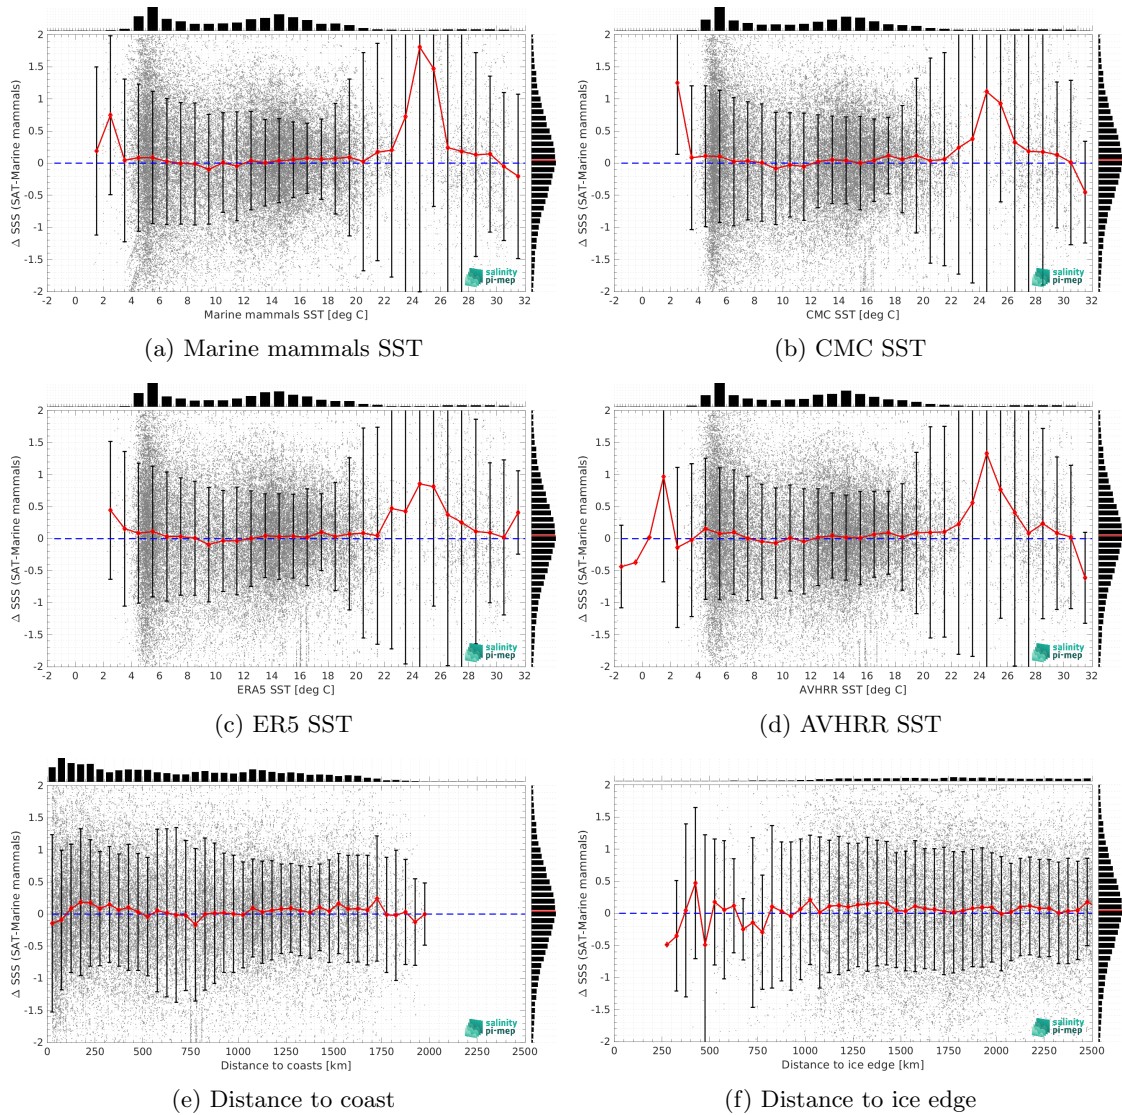 2
1.5
1
0.5
0
-0.5
-1
-1.5
-2
Δ SSS (SAT-Marine mammals)
-2 0 2 4 6 8 10 12 14 16 18 20 22 24 26 28 30 32
Marine mammals SST [deg C]
salinity
pi-mep
(a) Marine mammals SST
2
1.5
1
0.5
0
-0.5
-1
-1.5
-2
Δ SSS (SAT-Marine mammals)
-2 0 2 4 6 8 10 12 14 16 18 20 22 24 26 28 30 32
CMC SST [deg C]
salinity
pi-mep
(b) CMC SST
2
1.5
1
0.5
0
-0.5
-1
-1.5
-2
Δ SSS (SAT-Marine mammals)
-2 0 2 4 6 8 10 12 14 16 18 20 22 24 26 28 30 32
ERA5 SST [deg C]
salinity
pi-mep
(c) ER5 SST
2
1.5
1
0.5
0
-0.5
-1
-1.5
-2
Δ SSS (SAT-Marine mammals)
-2 0 2 4 6 8 10 12 14 16 18 20 22 24 26 28 30 32
AVHRR SST [deg C]
salinity
pi-mep
(d) AVHRR SST
2
1.5
1
0.5
0
-0.5
-1
-1.5
-2
Δ SSS (SAT-Marine mammals)
0 250 500 750 1000 1250 1500 1750 2000 2250 2500
Distance to coasts [km]
salinity
pi-mep
(e) Distance to coast
2
1.5
1
0.5
0
-0.5
-1
-1.5
-2
Δ SSS (SAT-Marine mammals)
0 250 500 750 1000 1250 1500 1750 2000 2250 2500
Distance to ice edge [km]
salinity
pi-mep
(f) Distance to ice edge